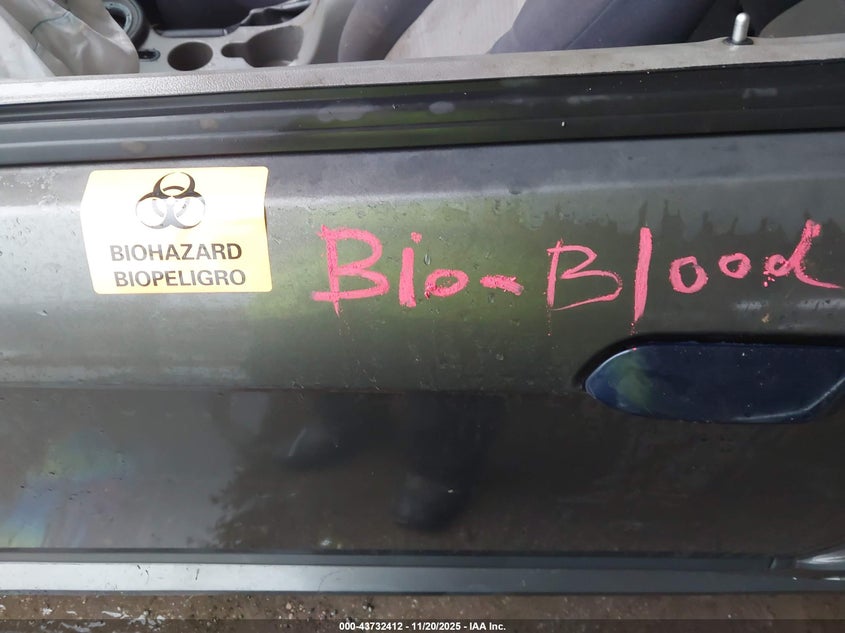 BIOHAZARD
BIOPELIGRO
Bio-Blood
000-43732412 | 11/20/2025 - IAA Inc.